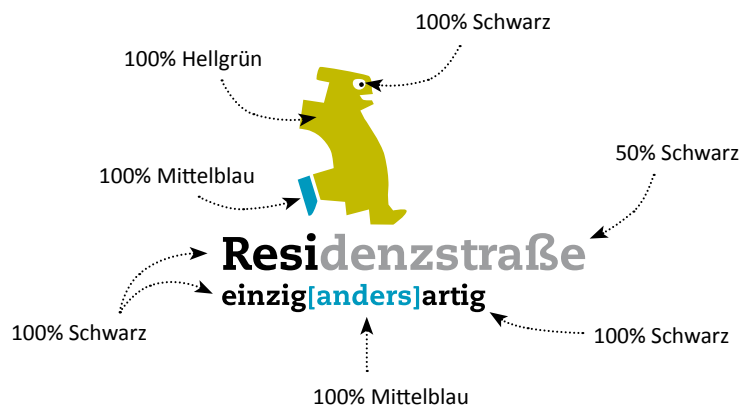 100% Schwarz
100% Hellgrün
50% Schwarz
100% Mittelblau
Residenzstraße
einzig[anders]artig
100% Schwarz
100% Schwarz
100% Mittelblau